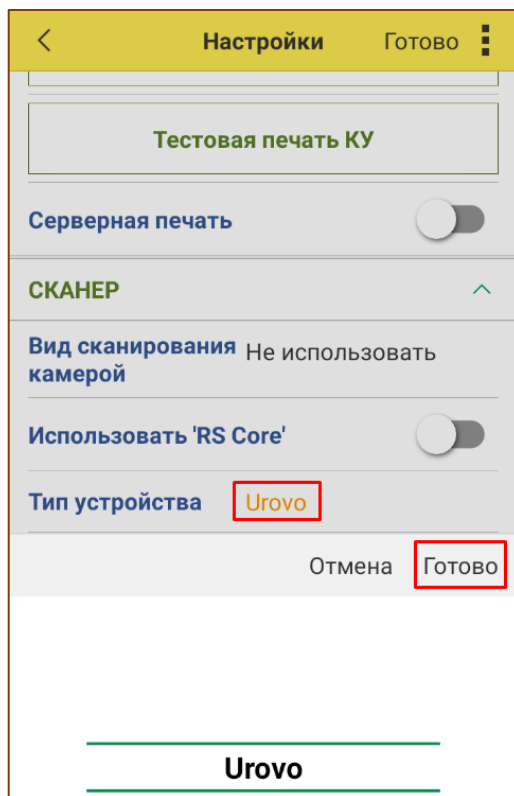 Настройки Готово
Тестовая печать КУ
Серверная печать
СКАНЕР
Вид сканирования
камерой Не использовать
Использовать 'RS Core'
Тип устройства Urovo
Отмена Готово
Urovo